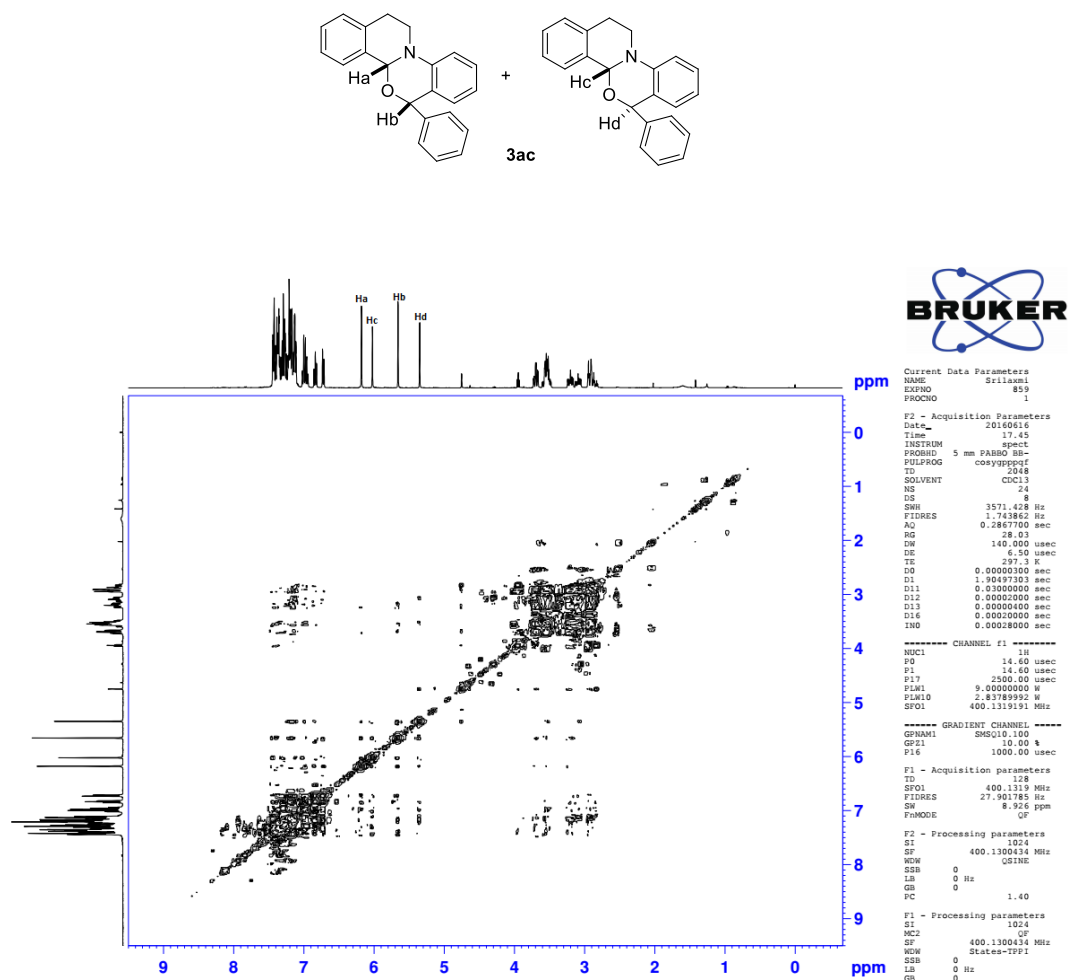 N
N
Ha
Hc
O
+
O
Hb
Hd
3ac
Ha
Hc
Hb
Hd
ppm
0
1
2
3
4
5
6
7
8
9
9 8 7 6 5 4 3 2 1 0 ppm
BRUKER
Current Data Parameters
NAME Srilaxmi
EXPNO 859
PROCNO 1
F2 - Acquisition Parameters
Date_ 20160616
Time 17.45
INSTRUM spect
PROBHD 5 mm PABBO BB-
PULPROG cosygpppqf
TD 2048
SOLVENT CDCl3
NS 24
DS 8
SWH 3571.428 Hz
FIDRES 1.743862 Hz
AQ 0.2867700 sec
RG 28.03
DW 140.000 usec
DE 6.50 usec
TE 297.3 K
D0 0.00000300 sec
D1 1.90497303 sec
D11 0.03000000 sec
D12 0.00002000 sec
D13 0.00000400 sec
D16 0.00020000 sec
IN0 0.00028000 sec
======== CHANNEL f1 ========
NUC1 1H
P0 14.60 usec
P1 14.60 usec
P17 2500.00 usec
PLW1 9.00000000 W
PLW10 2.83789992 W
SFO1 400.1319191 MHz
====== GRADIENT CHANNEL =====
GPNAM1 SMSQ10.100
GPZ1 10.00 %
P16 1000.00 usec
F1 - Acquisition parameters
TD 128
SFO1 400.1319 MHz
FIDRES 27.901785 Hz
SW 8.926 ppm
FnMODE QF
F2 - Processing parameters
SI 1024
SF 400.1300434 MHz
WDW QSINE
SSB 0
LB 0 Hz
GB 0
PC 1.40
F1 - Processing parameters
SI 1024
MC2 QF
SF 400.1300434 MHz
WDW States-TPPI
SSB 0
LB 0 Hz
GB 0